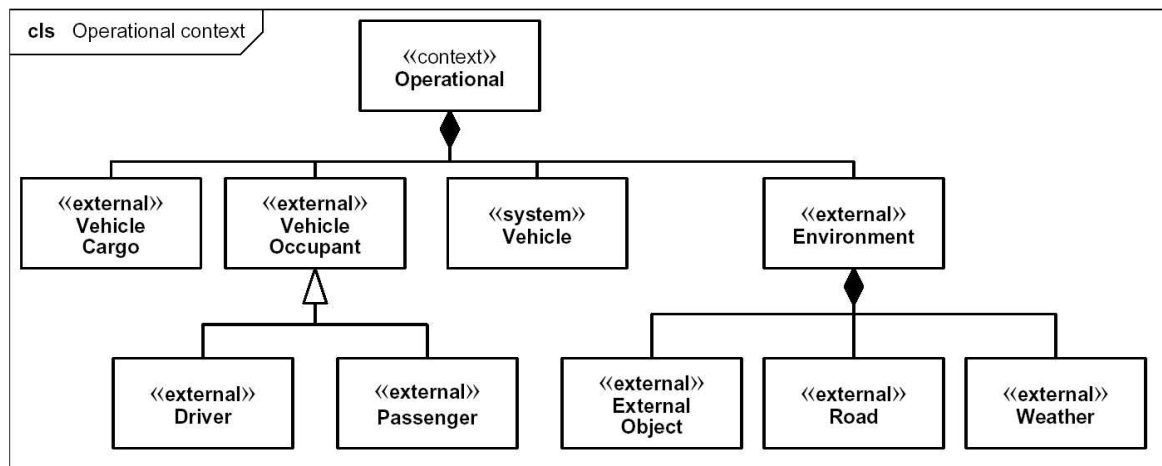 cls Operational context
«context»
Operational
«external»
Vehicle
Cargo
«external»
Vehicle
Occupant
«system»
Vehicle
«external»
Environment
«external»
Driver
«external»
Passenger
«external»
External
Object
«external»
Road
«external»
Weather